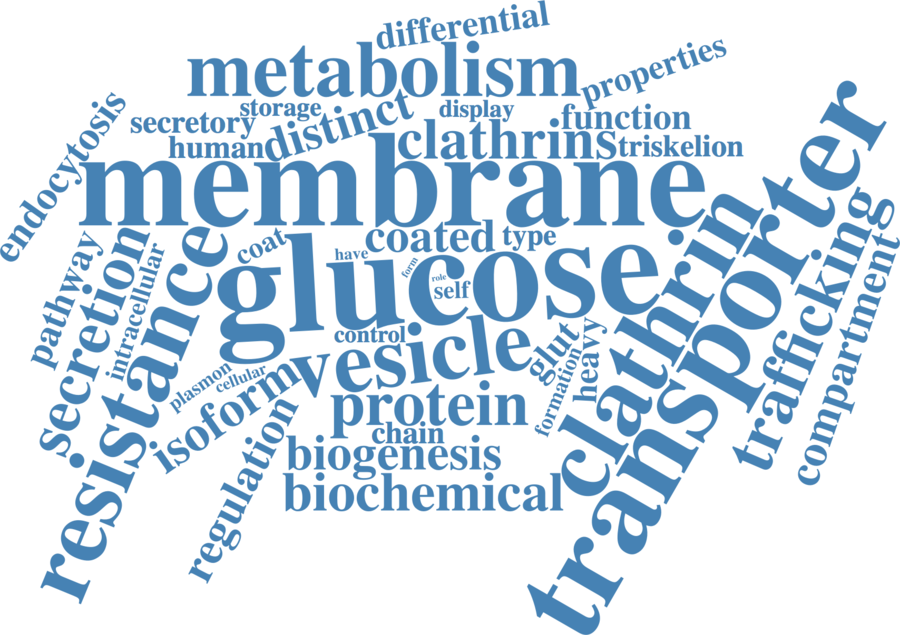 differential
metabolism
properties
storage
display
secretory
distinct
function
human
clathrins
triskelion
endocytosis
membrane
transporter
coat
coated
type
have
form
role
self
glucose
clathrin
trafficking
compartment
pathway
secretion
intracellular
resistance
control
vesicle
glut
heavy
formation
plasmon
cellular
isoform
protein
chain
regulation
biogenesis
biochemical